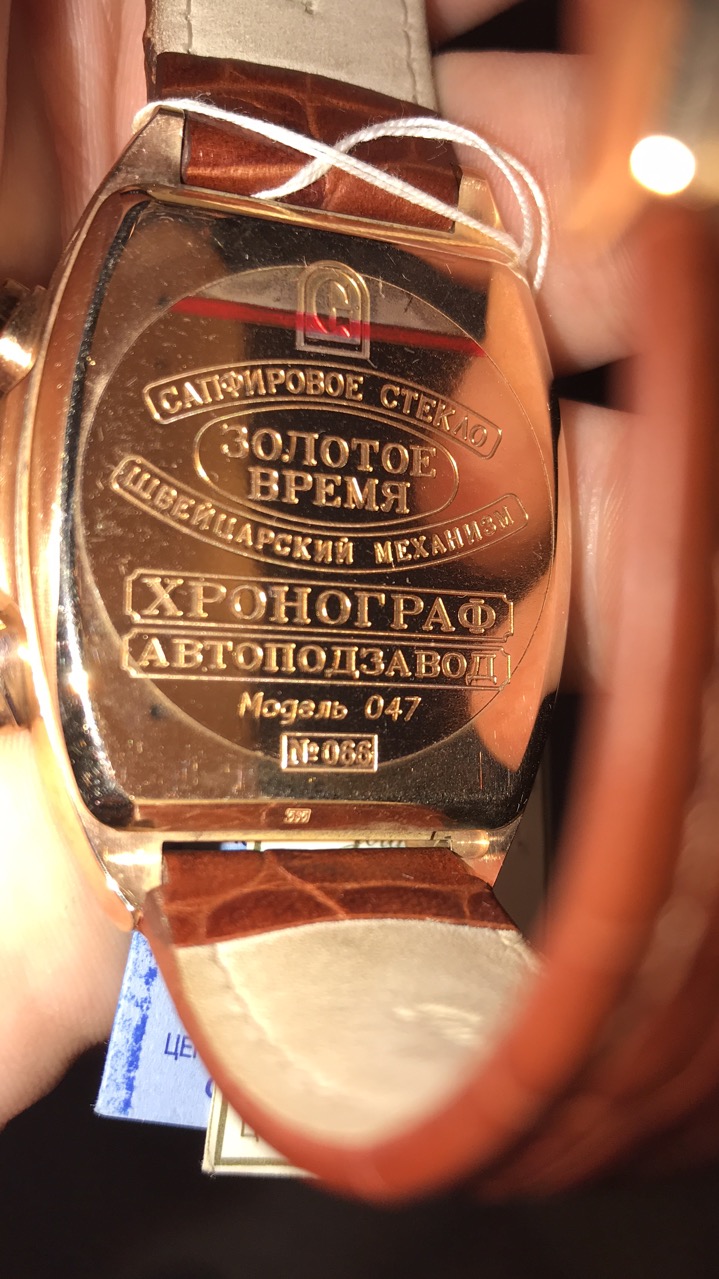 САПФИРОВОЕ СТЕКЛО
ЗОЛОТОЕ
ВРЕМЯ
ШВЕЙЦАРСКИЙ МЕХАНИЗМ
ХРОНОГРАФ
АВТОПОДЗАВОД
Модель 047
№066